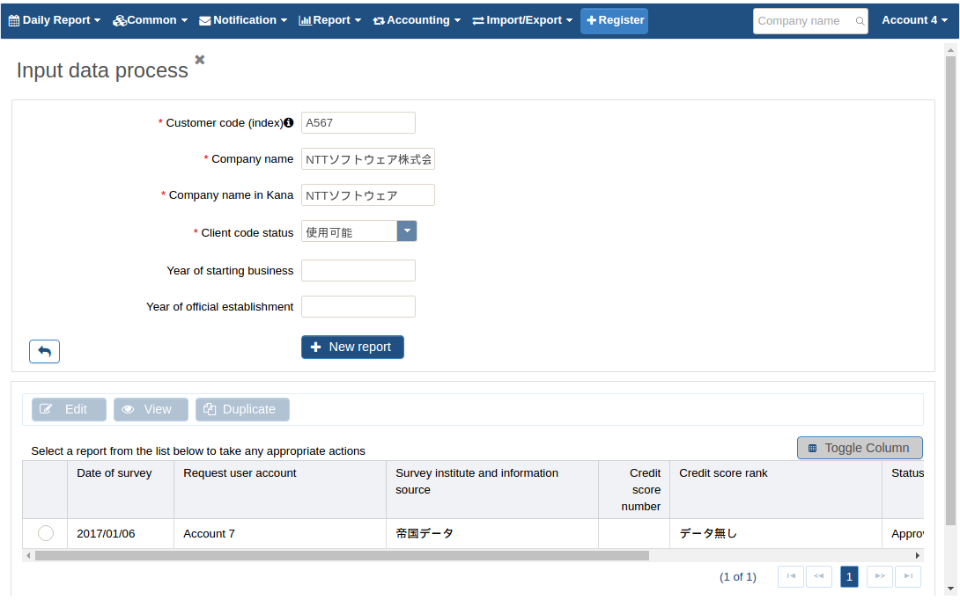 Daily Report Common Notification Report Accounting Import/Export Register Company name Account 4
Input data process
* Customer code (index) A567
* Company name NTTソフトウェア株式会
* Company name in Kana NTTソフトウェア
* Client code status 使用可能
Year of starting business
Year of official establishment
New report
Edit View Duplicate
Select a report from the list below to take any appropriate actions
Toggle Column
Date of survey Request user account Survey institute and information source Credit score number Credit score rank Status
2017/01/06 Account 7 帝国データ データ無し Approv
(1 of 1) 1